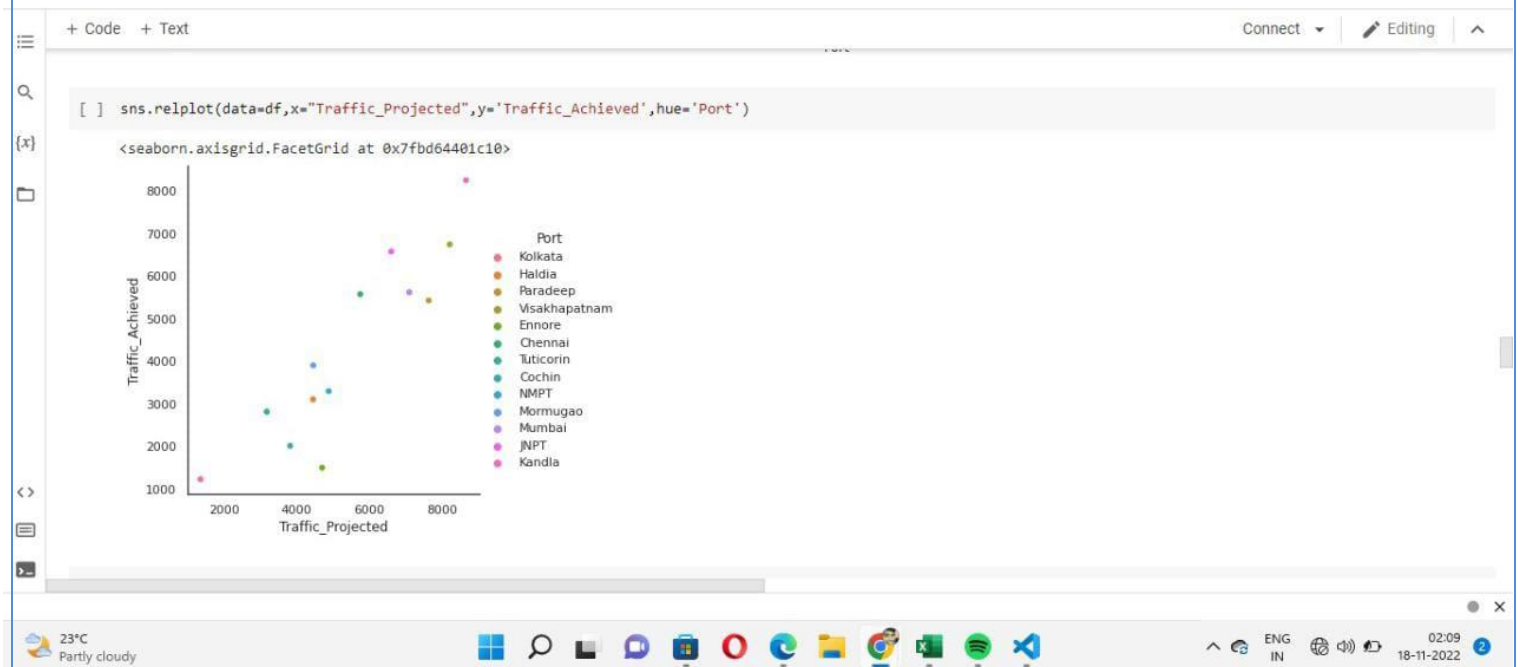 + Code + Text
Connect
Editing
[ ] sns.relplot(data=df,x="Traffic_Projected",y='Traffic_Achieved',hue='Port')
{x}
<seaborn.axisgrid.FacetGrid at 0x7fbd64401c10>
8000
7000
6000
5000
4000
3000
2000
1000
Traffic_Achieved
2000 4000 6000 8000
Traffic_Projected
Port
Kolkata
Haldia
Paradeep
Visakhapatnam
Ennore
Chennai
Tuticorin
Cochin
NMPT
Mormugao
Mumbai
JNPT
Kandla
23°C
Partly cloudy
ENG
IN
02:09
18-11-2022
2